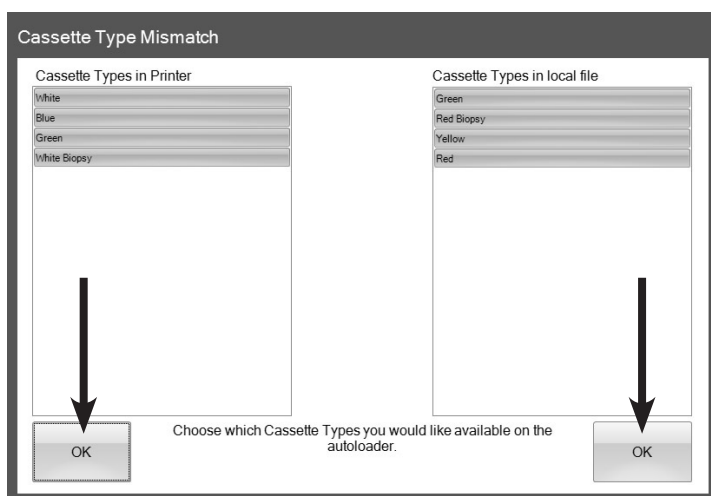 Cassette Type Mismatch
Cassette Types in Printer
White
Blue
Green
White Biopsy
Cassette Types in local file
Green
Red Biopsy
Yellow
Red
OK
Choose which Cassette Types you would like available on the
autoloader.
OK